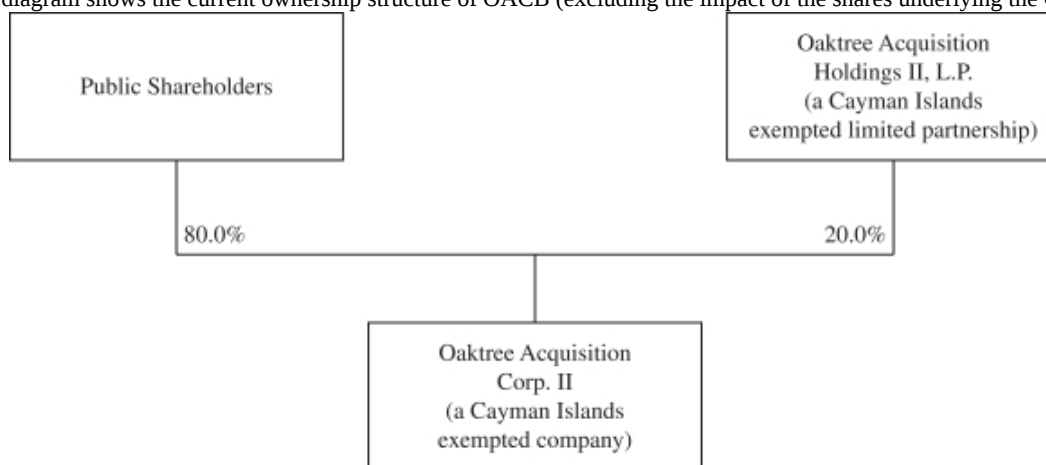 diagram shows the current ownership structure of OACB (excluding the impact of the shares underlying the
Public Shareholders
Oaktree Acquisition
Holdings II, L.P.
(a Cayman Islands
exempted limited partnership)
80.0%
20.0%
Oaktree Acquisition
Corp. II
(a Cayman Islands
exempted company)